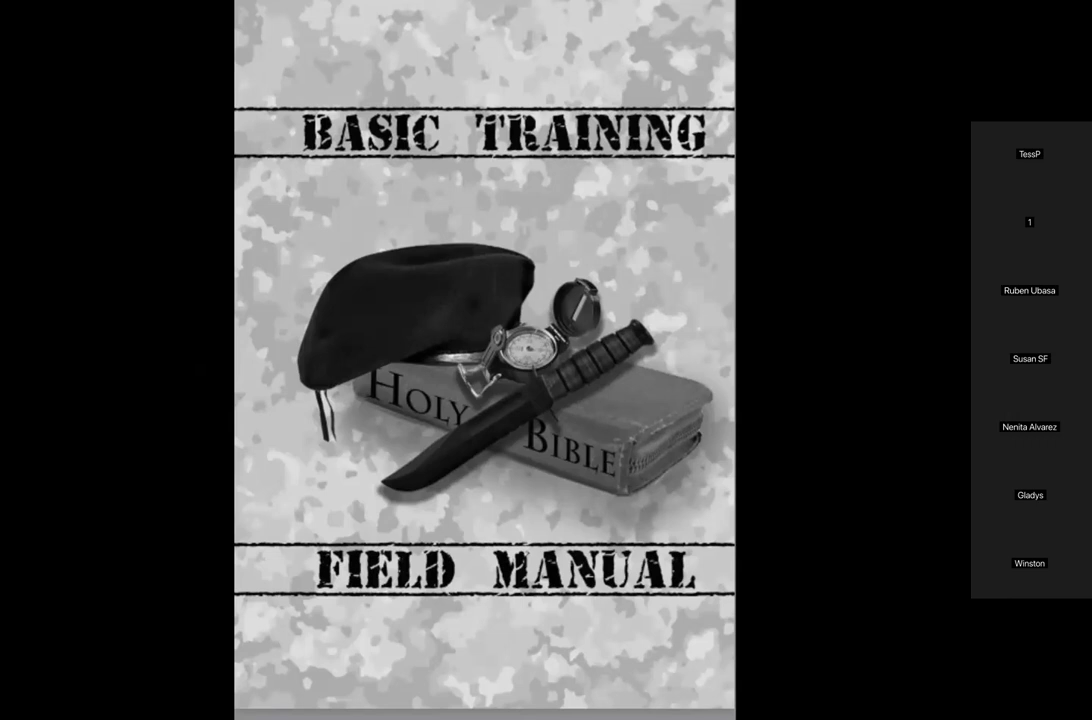 BASIC TRAINING
HOLY
BIBLE
FIELD MANUAL
TessP
1
Ruben Ubasa
Susan SF
Nenita Alvarez
Gladys
Winston